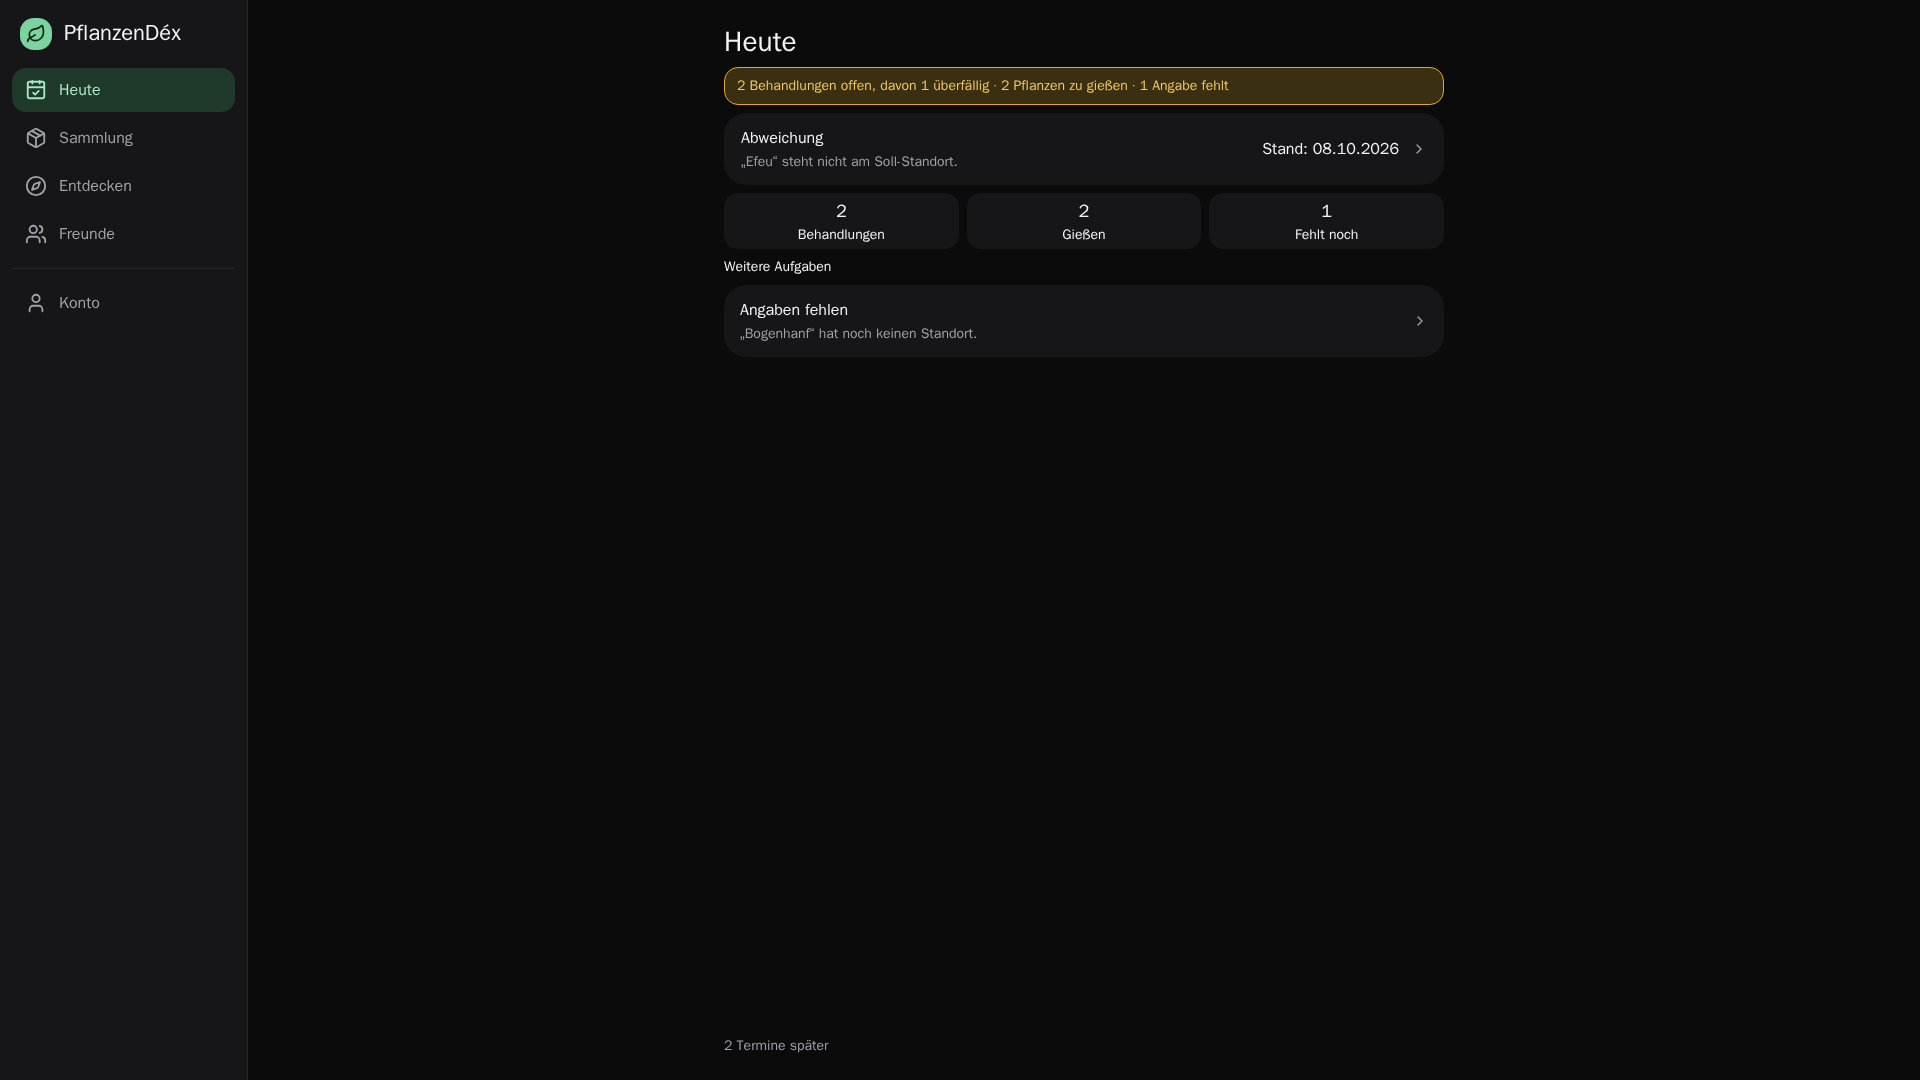 PflanzenDéx
Heute
Sammlung
Entdecken
Freunde
Konto
Heute
2 Behandlungen offen, davon 1 überfällig · 2 Pflanzen zu gießen · 1 Angabe fehlt
Abweichung
„Efeu“ steht nicht am Soll-Standort.
Stand: 08.10.2026
2
Behandlungen
2
Gießen
1
Fehlt noch
Weitere Aufgaben
Angaben fehlen
„Bogenhanf“ hat noch keinen Standort.
2 Termine später